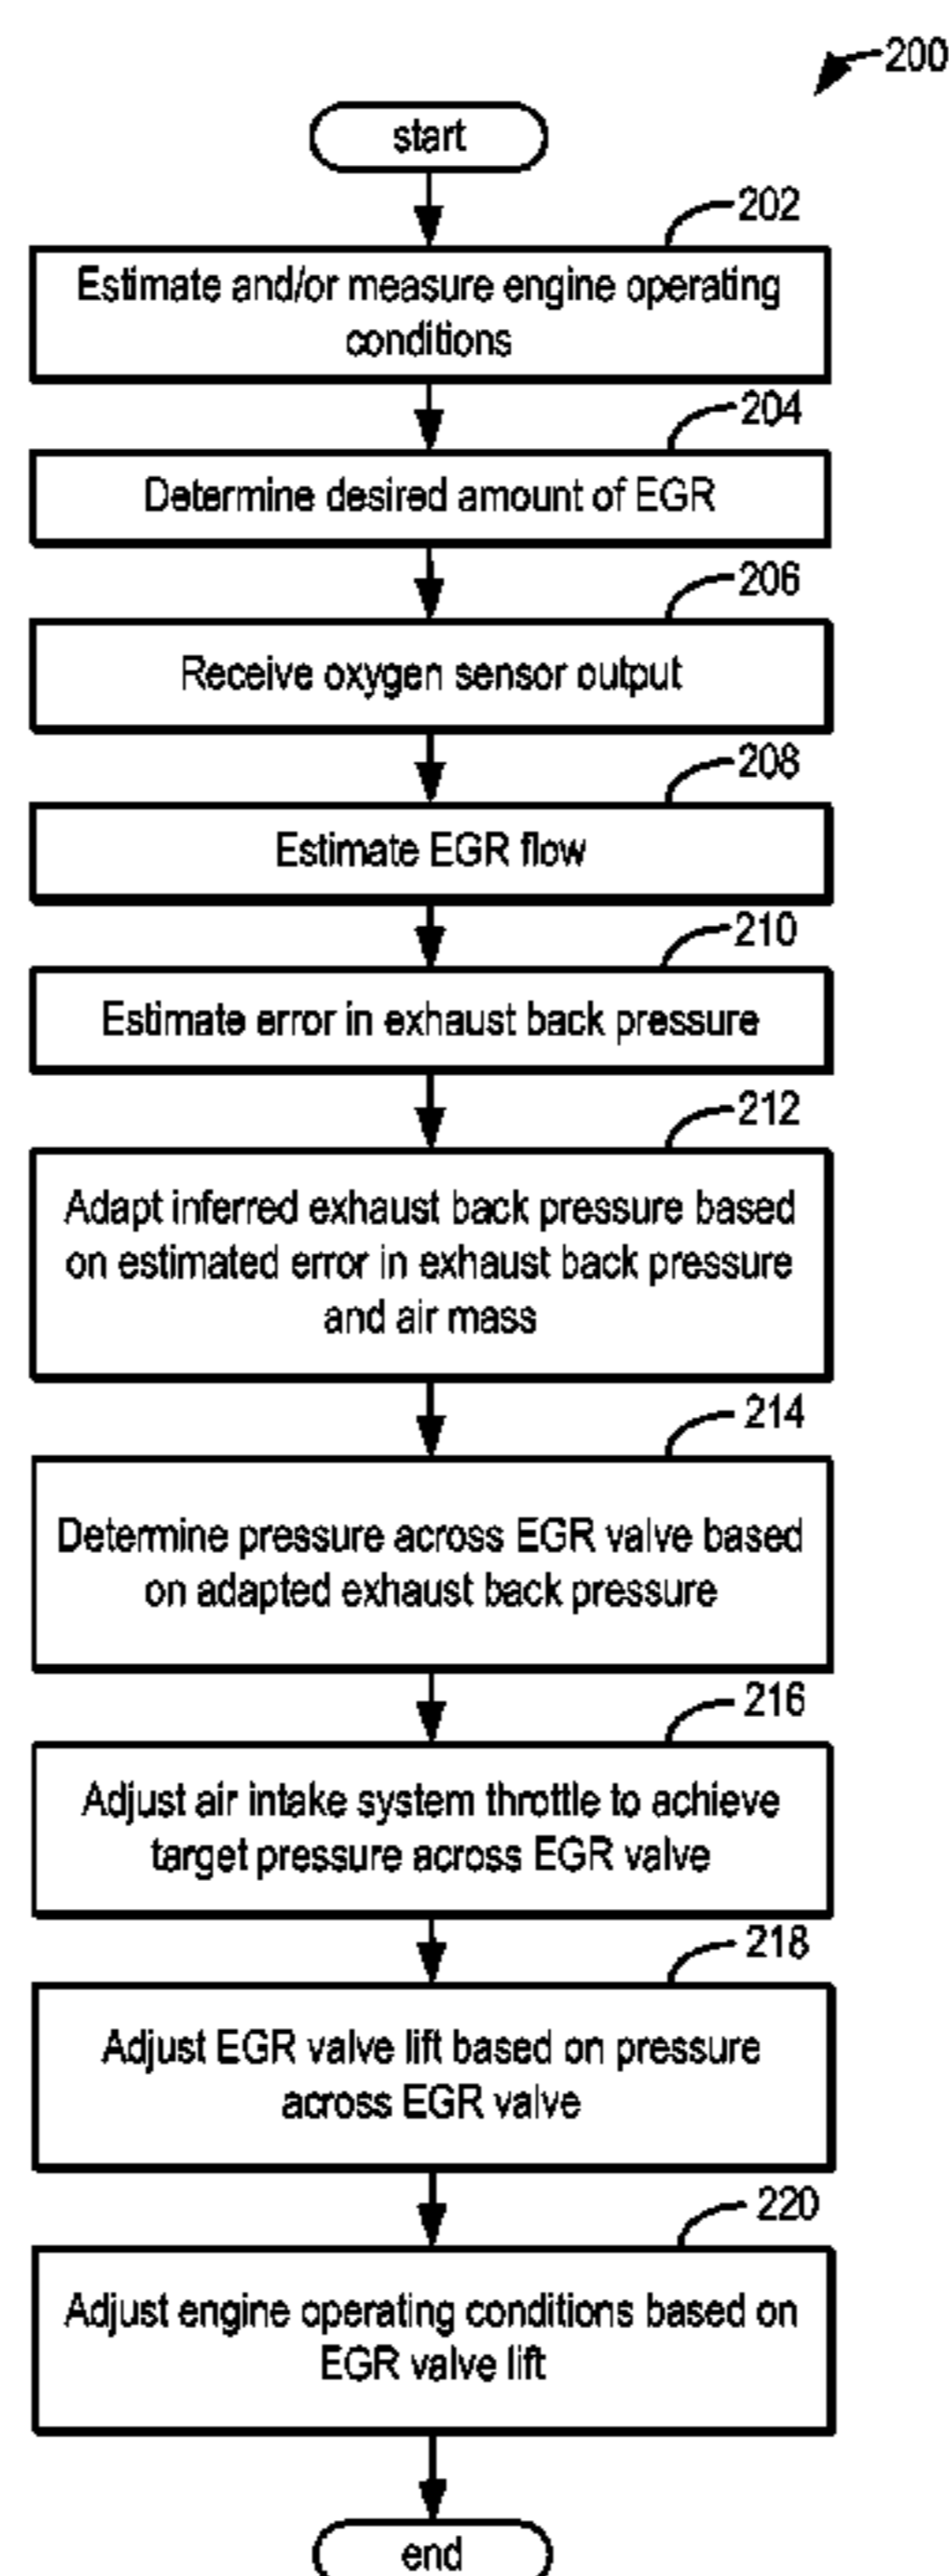 200
start
202
Estimate and/or measure engine operating
conditions
204
Determine desired amount of EGR
206
Receive oxygen sensor output
208
Estimate EGR flow
210
Estimate error in exhaust back pressure
212
Adapt inferred exhaust back pressure based
on estimated error in exhaust back pressure
and air mass
214
Determine pressure across EGR valve based
on adapted exhaust back pressure
216
Adjust air intake system throttle to achieve
target pressure across EGR valve
218
Adjust EGR valve lift based on pressure
across EGR valve
220
Adjust engine operating conditions based on
EGR valve lift
end